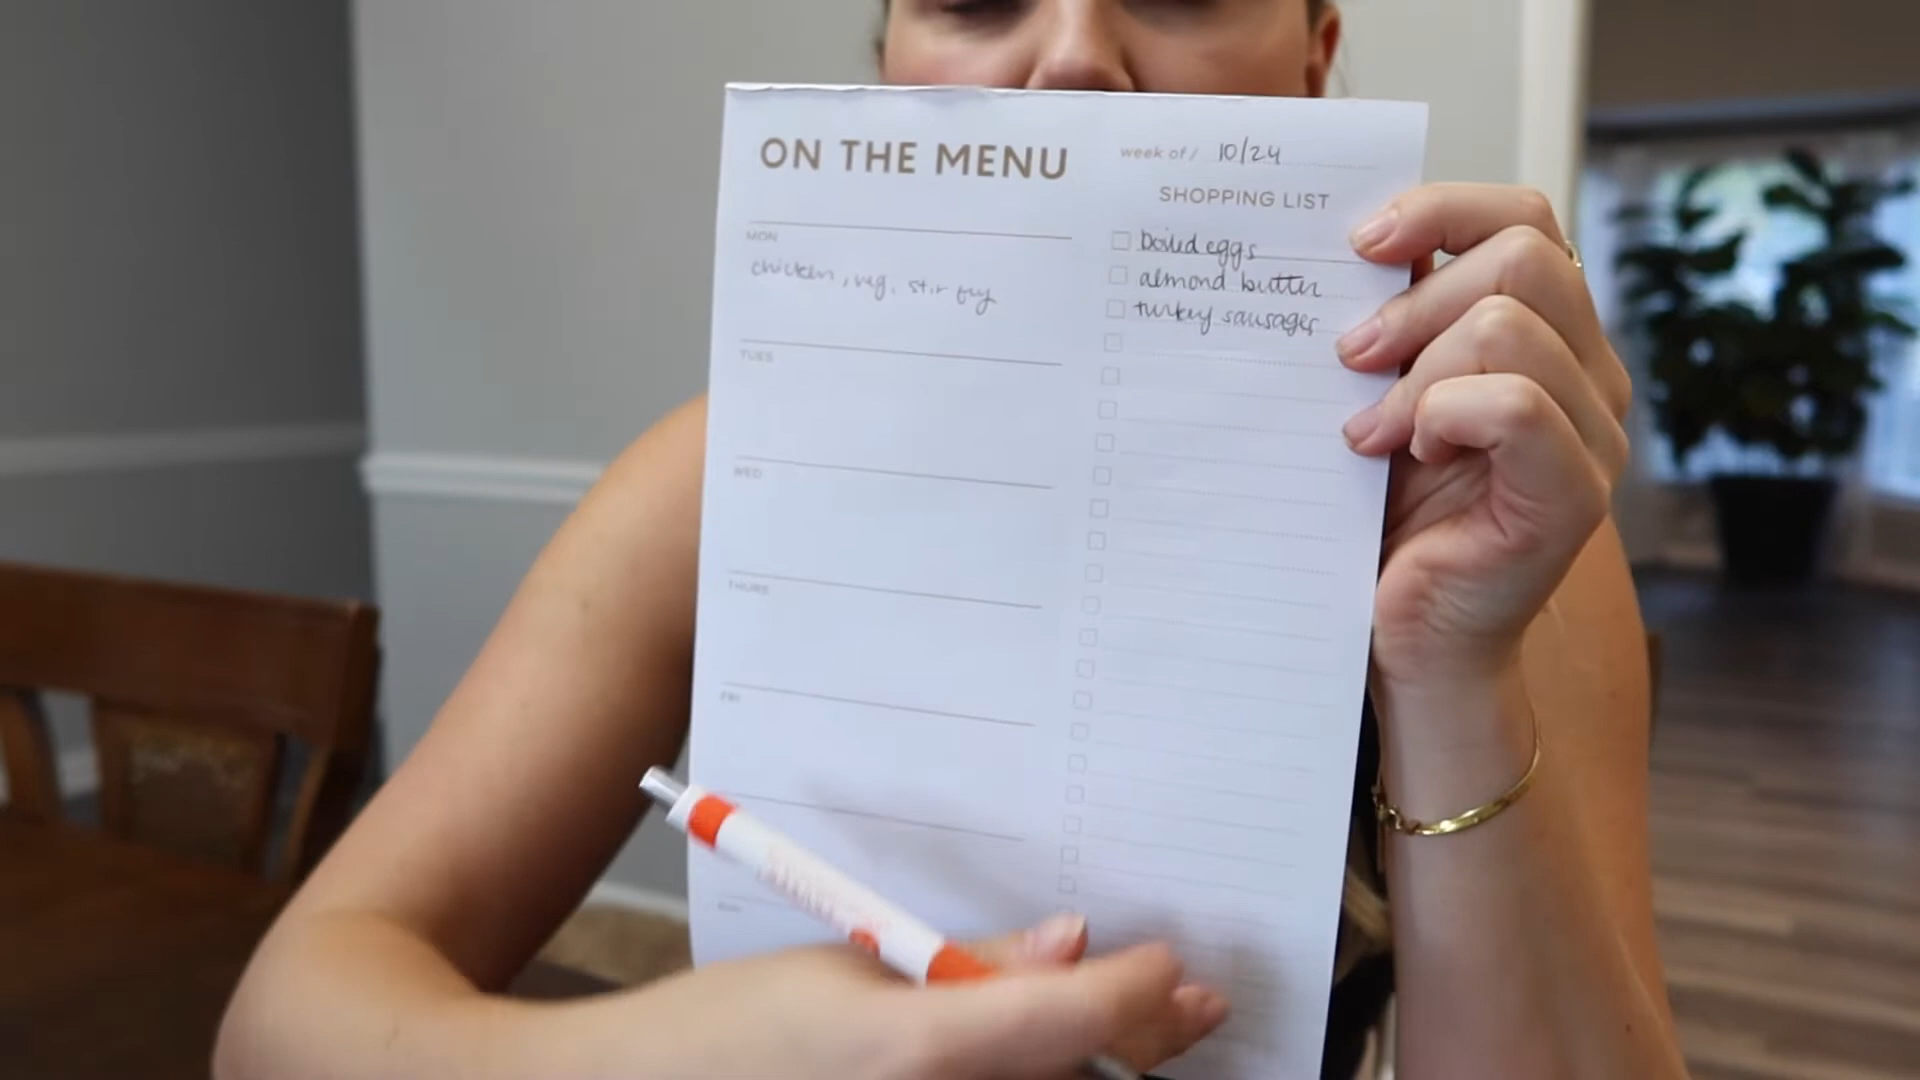 ON THE MENU
week of / 10/24
SHOPPING LIST
MON
chicken, veg. stir fry
TUES
WED
THURS
FRI
boiled eggs
almond butter
turkey sausages